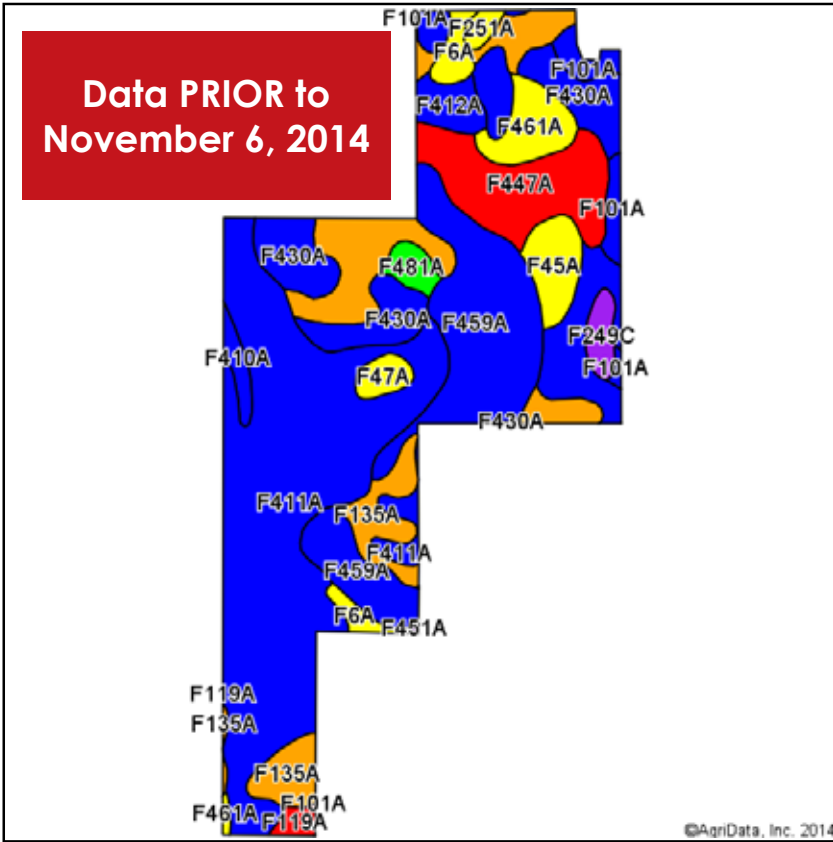 Data PRIOR to
November 6, 2014
F101A
F251A
F6A
F101A
F430A
F412A
F461A
F447A
F101A
F430A
F481A
F45A
F430A
F459A
F249C
F410A
F101A
F47A
F430A
F411A
F135A
F411A
F459A
F6A
F451A
F119A
F135A
F135A
F101A
F461A
F119A
©AgriData, Inc. 2014